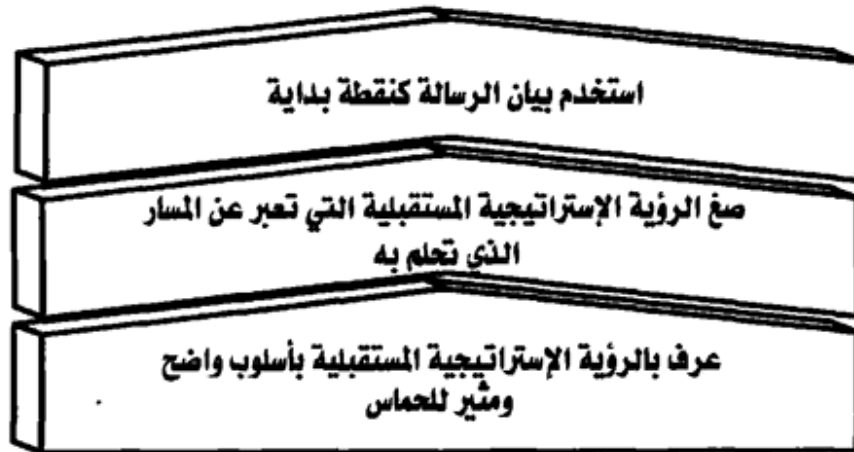 استخدم بيان الرسالة كنقطة بداية
صغ الرؤية الإستراتيجية المستقبلية التي تعبر عن المسار
الذي تحلم به
عرف بالرؤية الإستراتيجية المستقبلية بأسلوب واضح
ومثير للحماس